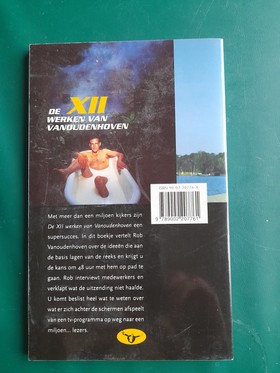 DE XII
WERKEN VAN
VANOUDENHOVEN
9 789002 207761
Met meer dan een miljoen kijkers zijn
De XII werken van Vanoudenhoven een
supersucces. In dit boekje vertelt Rob
Vanoudenhoven over de ideeën die aan
de basis lagen van de reeks en krijgt u
de kans om 48 uur met hem op pad te
gaan. Rob interviewt medewerkers en
verklapt wat de uitzending niet haalde.
U komt beslist heel wat te weten over
wat er zich achter de schermen afspeelt
van een tv-programma op weg naar een
miljoen... lezers.